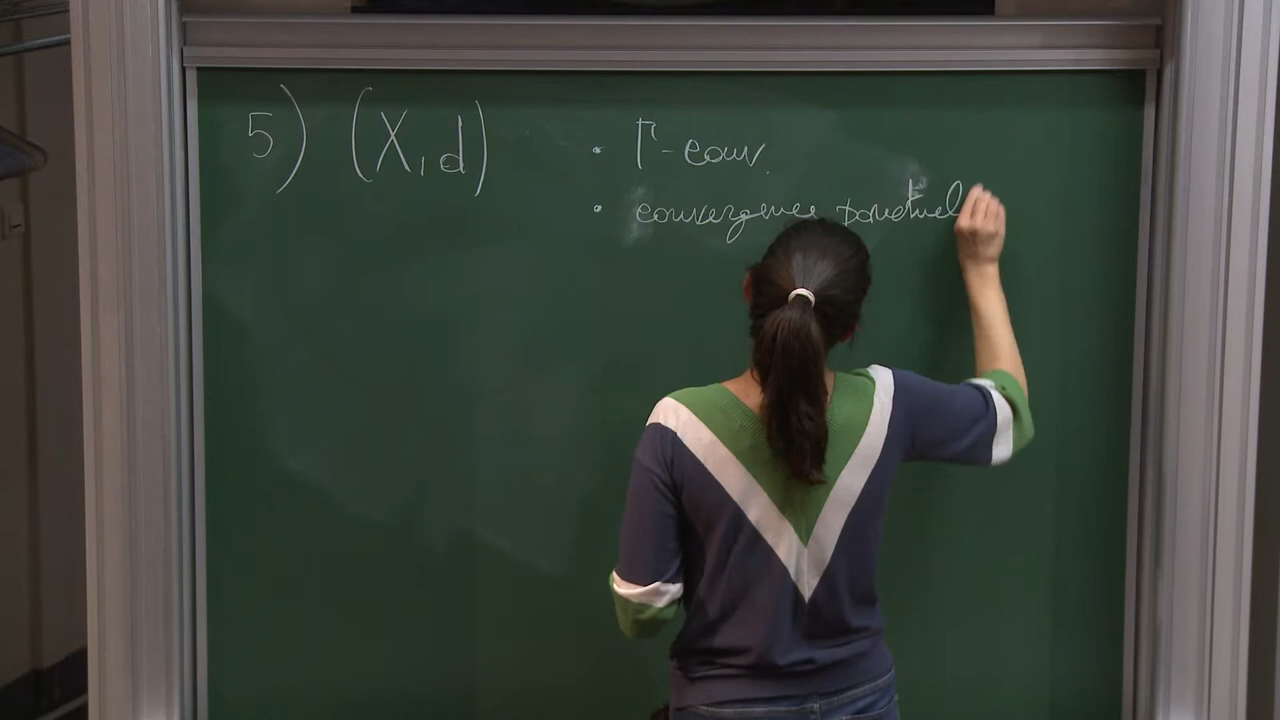 5) (X, d)
• Γ-conv.
• convergence ponctuel